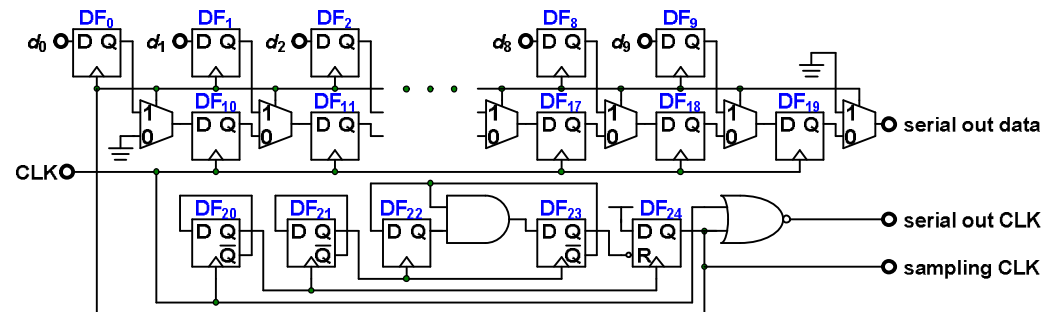 DF0 DF1 DF2 DF8 DF9
d0 D Q d1 D Q d2 D Q d8 D Q d9 D Q
DF10 DF11 DF17 DF18 DF19
1 1 1 1 1 1
0 D Q 0 D Q 0 D Q 0 D Q 0 D Q 0 serial out data
CLK
DF20 DF21 DF22 DF23 DF24
D Q D Q D Q D Q D Q serial out CLK
Q Q Q R
sampling CLK